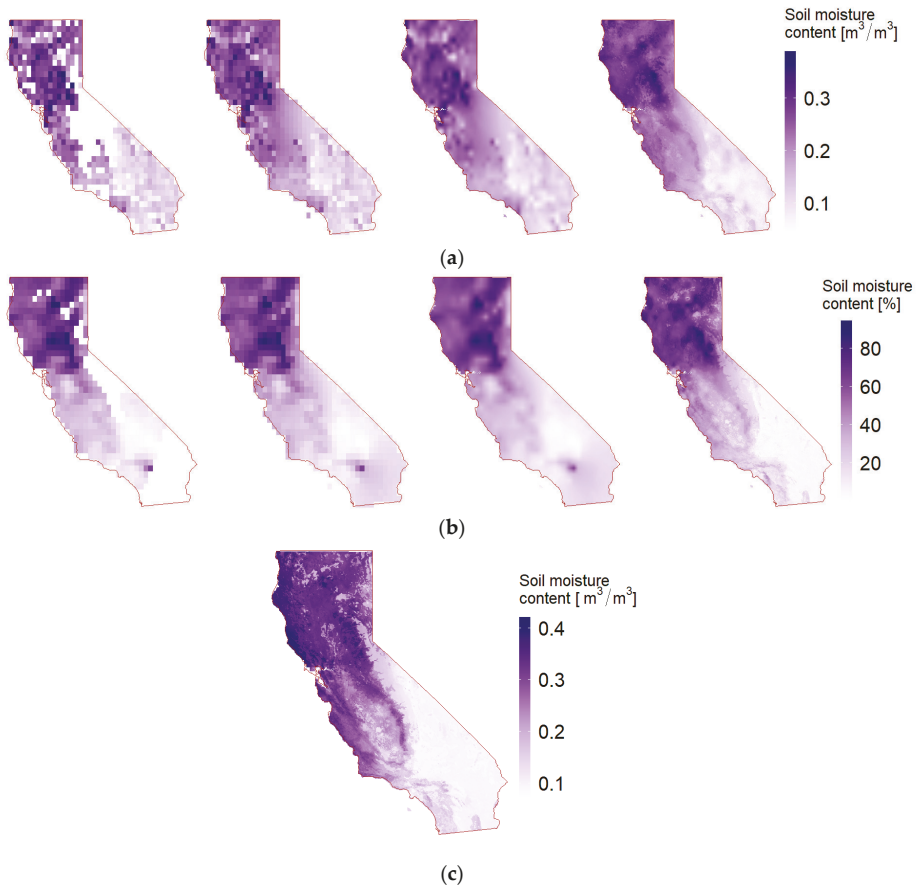 Soil moisture
content [m³/m³]
0.3
0.2
0.1
(a)
Soil moisture
content [%]
80
60
40
20
(b)
Soil moisture
content [ m³/m³]
0.4
0.3
0.2
0.1
(c)